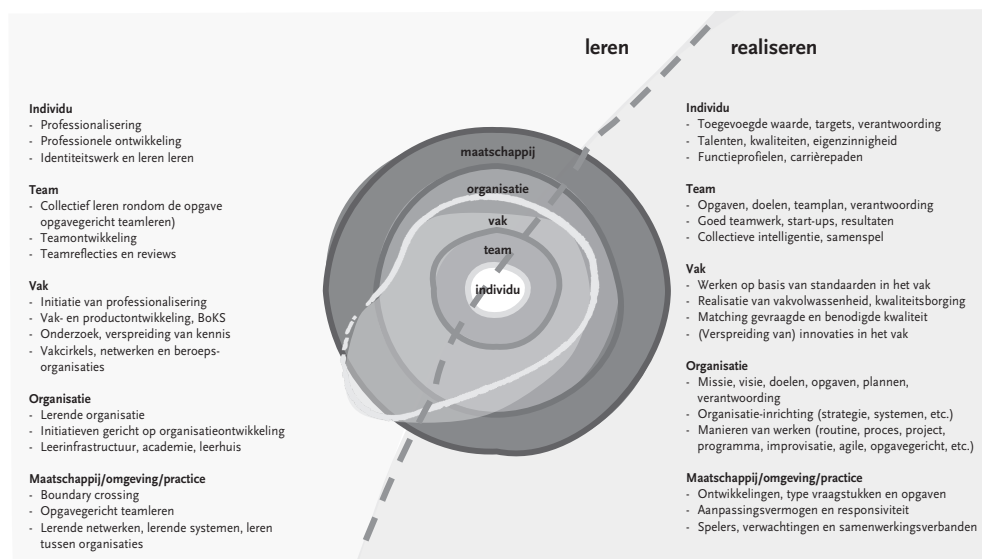 leren
realiseren
Individu
- Professionalisering
- Professionele ontwikkeling
- Identiteitswerk en leren leren
Team
- Collectief leren rondom de opgave
opgavegericht teamleren)
- Teamontwikkeling
- Teamreflecties en reviews
Vak
- Initiatie van professionalisering
- Vak- en productontwikkeling, BoKS
- Onderzoek, verspreiding van kennis
- Vakcirkels, netwerken en beroeps-
organisaties
Organisatie
- Lerende organisatie
- Initiatieven gericht op organisatieontwikkeling
- Leerinfrastructuur, academie, leerhuis
Maatschappij/omgeving/practice
- Boundary crossing
- Opgavegericht teamleren
- Lerende netwerken, lerende systemen, leren
tussen organisaties
maatschappij
organisatie
vak
team
individu
Individu
- Toegevoegde waarde, targets, verantwoording
- Talenten, kwaliteiten, eigenzinnigheid
- Functieprofielen, carrièrepaden
Team
- Opgaven, doelen, teamplan, verantwoording
- Goed teamwerk, start-ups, resultaten
- Collectieve intelligentie, samenspel
Vak
- Werken op basis van standaarden in het vak
- Realisatie van vakvolwassenheid, kwaliteitsborging
- Matching gevraagde en benodigde kwaliteit
- (Verspreiding van) innovaties in het vak
Organisatie
- Missie, visie, doelen, opgaven, plannen,
verantwoording
- Organisatie-inrichting (strategie, systemen, etc.)
- Manieren van werken (routine, proces, project,
programma, improvisatie, agile, opgavegericht, etc.)
Maatschappij/omgeving/practice
- Ontwikkelingen, type vraagstukken en opgaven
- Aanpassingsvermogen en responsiviteit
- Spelers, verwachtingen en samenwerkingsverbanden